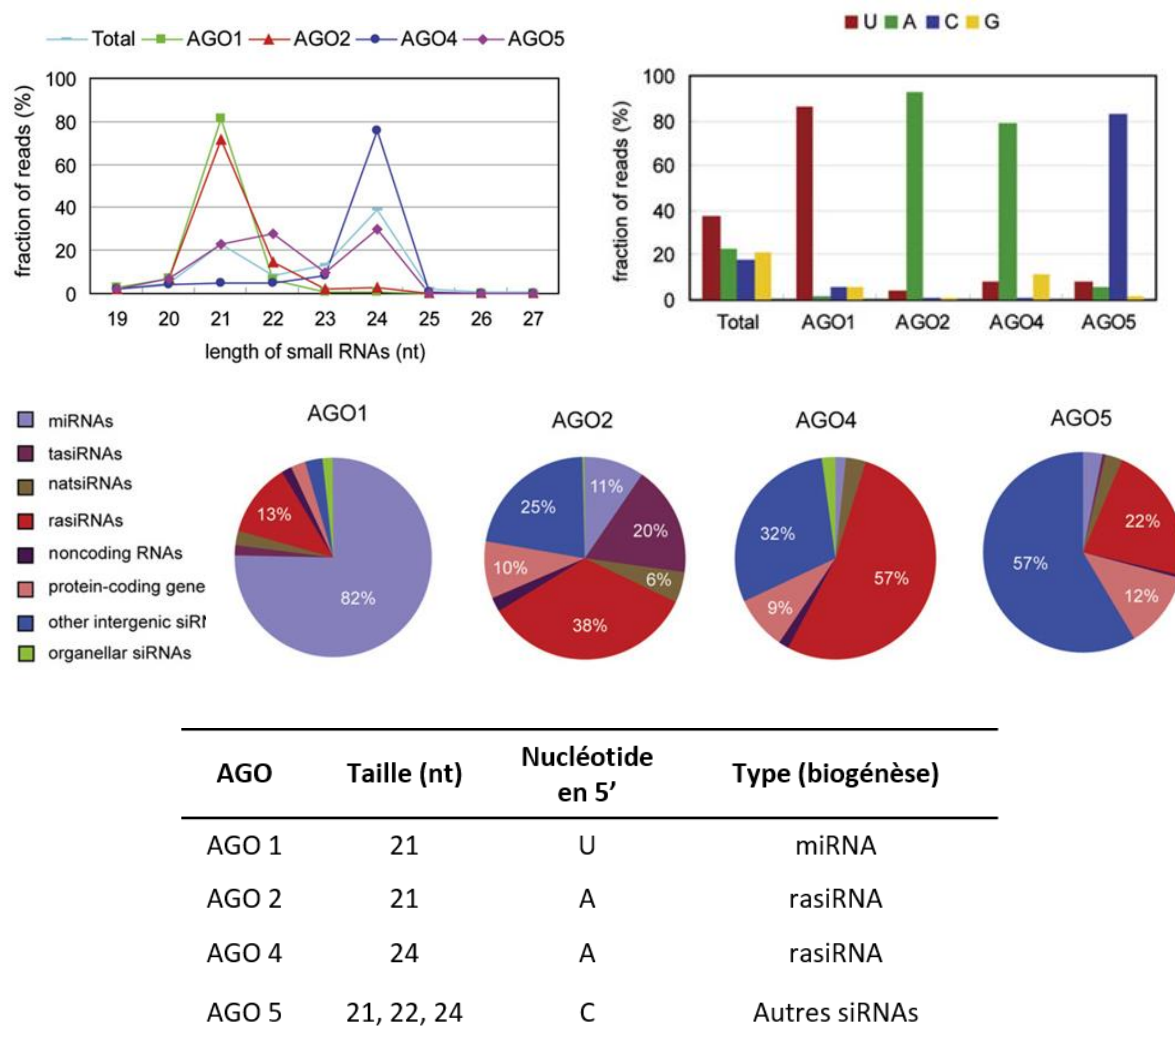 Total AGO1 AGO2 AGO4 AGO5
fraction of reads (%)
100
80
60
40
20
0
19 20 21 22 23 24 25 26 27
length of small RNAs (nt)
U A C G
fraction of reads (%)
100
80
60
40
20
0
Total AGO1 AGO2 AGO4 AGO5
miRNAs
tasiRNAs
natsiRNAs
rasiRNAs
noncoding RNAs
protein-coding gene
other intergenic siRN
organellar siRNAs
AGO1
13%
82%
AGO2
11%
25%
20%
10%
6%
38%
AGO4
32%
57%
9%
AGO5
22%
57%
12%
AGO Taille (nt) Nucléotide Type (biogénèse)
en 5’
AGO 1 21 U miRNA
AGO 2 21 A rasiRNA
AGO 4 24 A rasiRNA
AGO 5 21, 22, 24 C Autres siRNAs